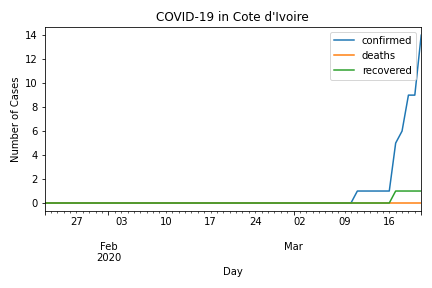 COVID-19 in Cote d'Ivoire
confirmed
deaths
recovered
Number of Cases
14
12
10
8
6
4
2
0
27 03 10 17 24 02 09 16
Feb Mar
2020
Day